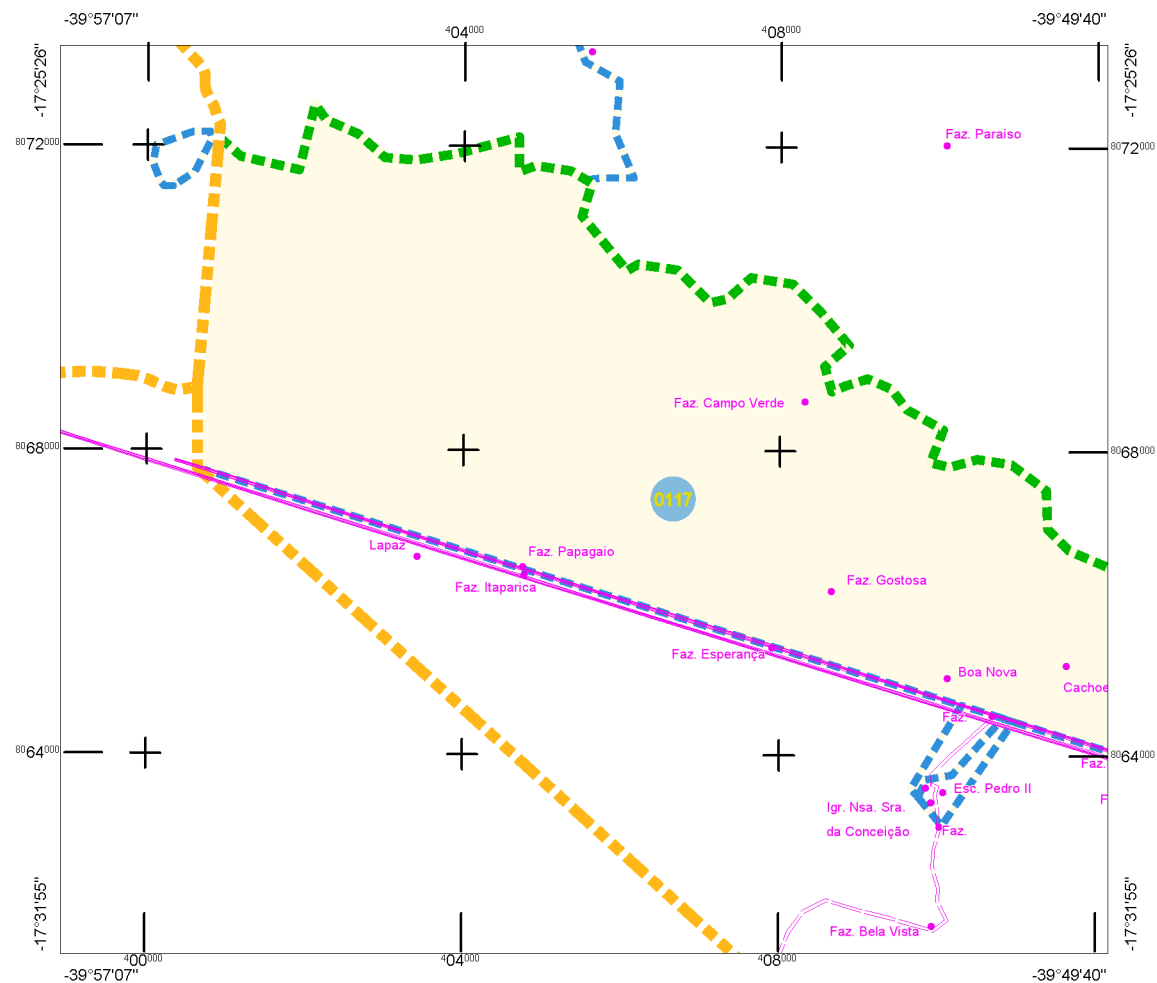 -39°57'07"
-39°49'40"
404000
408000
-17°25'26"
-17°25'26"
8072000
8072000
Faz. Paraiso
Faz. Campo Verde
8068000
8068000
0117
Lapaz
Faz. Papagaio
Faz. Itaparica
Faz. Gostosa
Faz. Esperança
Boa Nova
Cachoe
Faz.
8064000
8064000
Faz.
Esc. Pedro II
F
Igr. Nsa. Sra.
da Conceição
Faz.
-17°31'55"
-17°31'55"
Faz. Bela Vista
400000
404000
408000
-39°57'07"
-39°49'40"